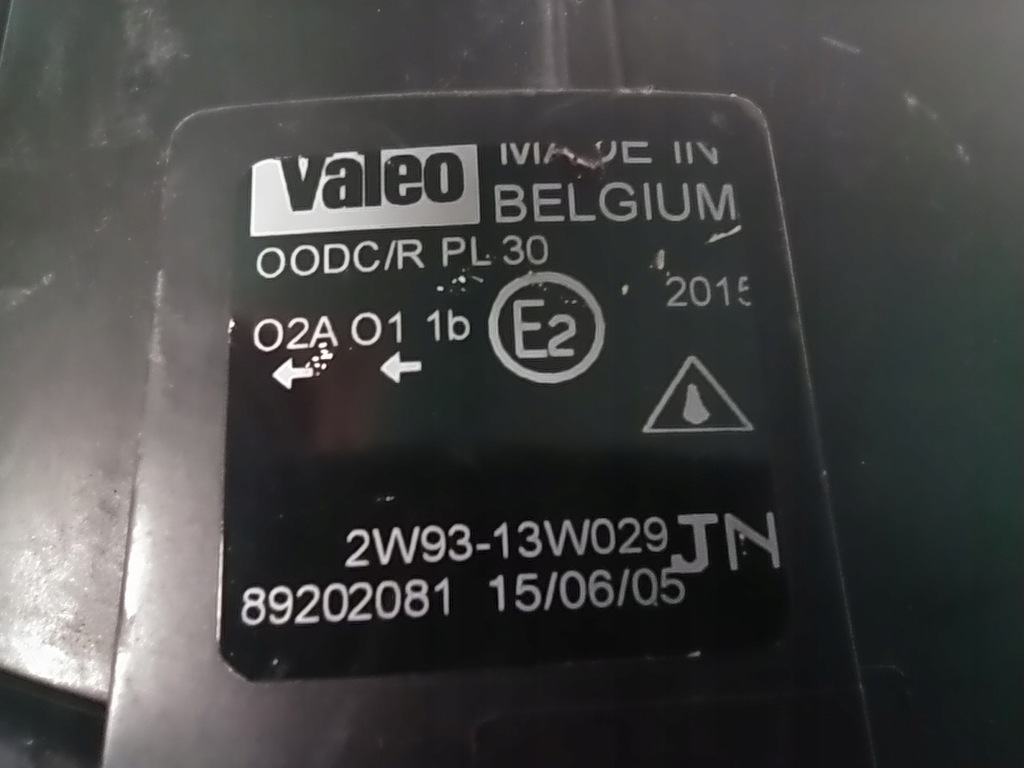 Valeo MADE IN
BELGIUM
OODC/R PL 30
2015
O2A O1 1b E2
2W93-13W029 JN
89202081 15/06/05